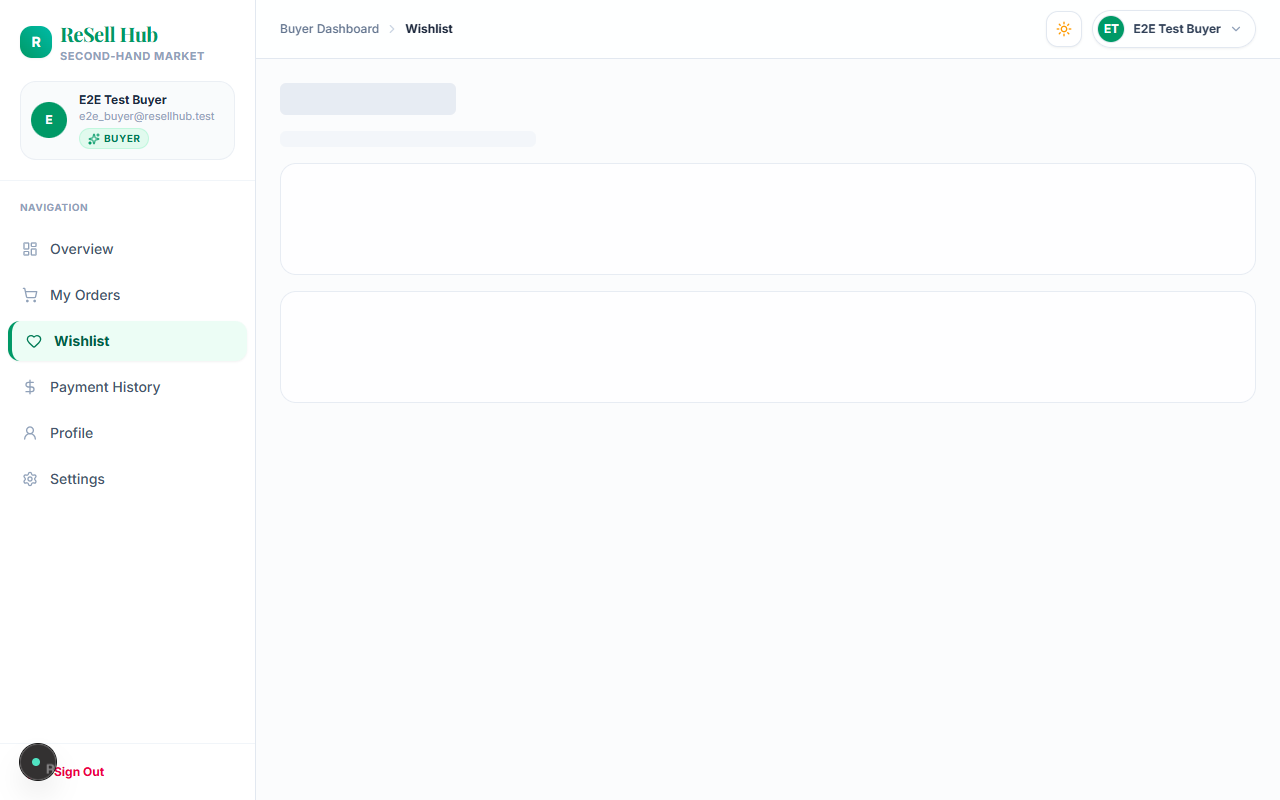 R
ReSell Hub
SECOND-HAND MARKET
E
E2E Test Buyer
e2e_buyer@resellhub.test
BUYER
NAVIGATION
Overview
My Orders
Wishlist
Payment History
Profile
Settings
Sign Out
Buyer Dashboard
Wishlist
ET
E2E Test Buyer